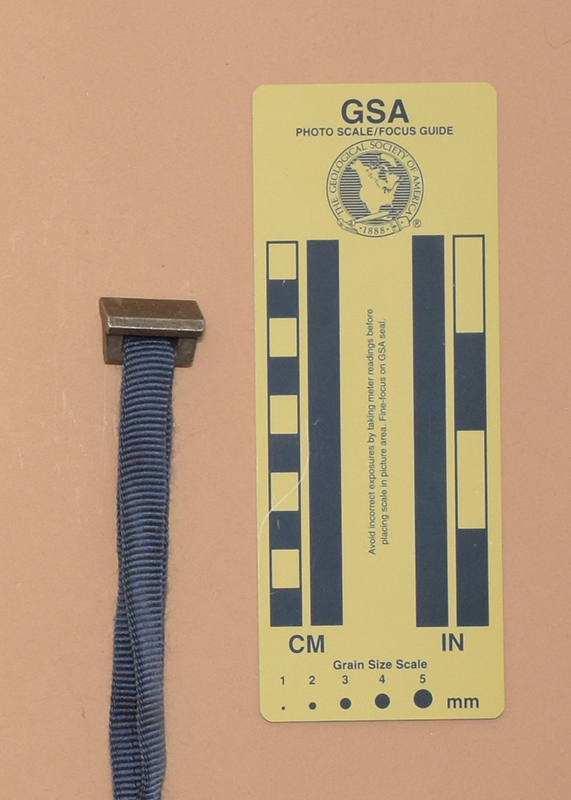 GSA
PHOTO SCALE/FOCUS GUIDE
THE GEOLOGICAL SOCIETY OF AMERICA
·1888·
®
Avoid incorrect exposures by taking meter readings before
placing scale in picture area. Fine-focus on GSA seal.
CM
IN
Grain Size Scale
1 2 3 4 5
mm